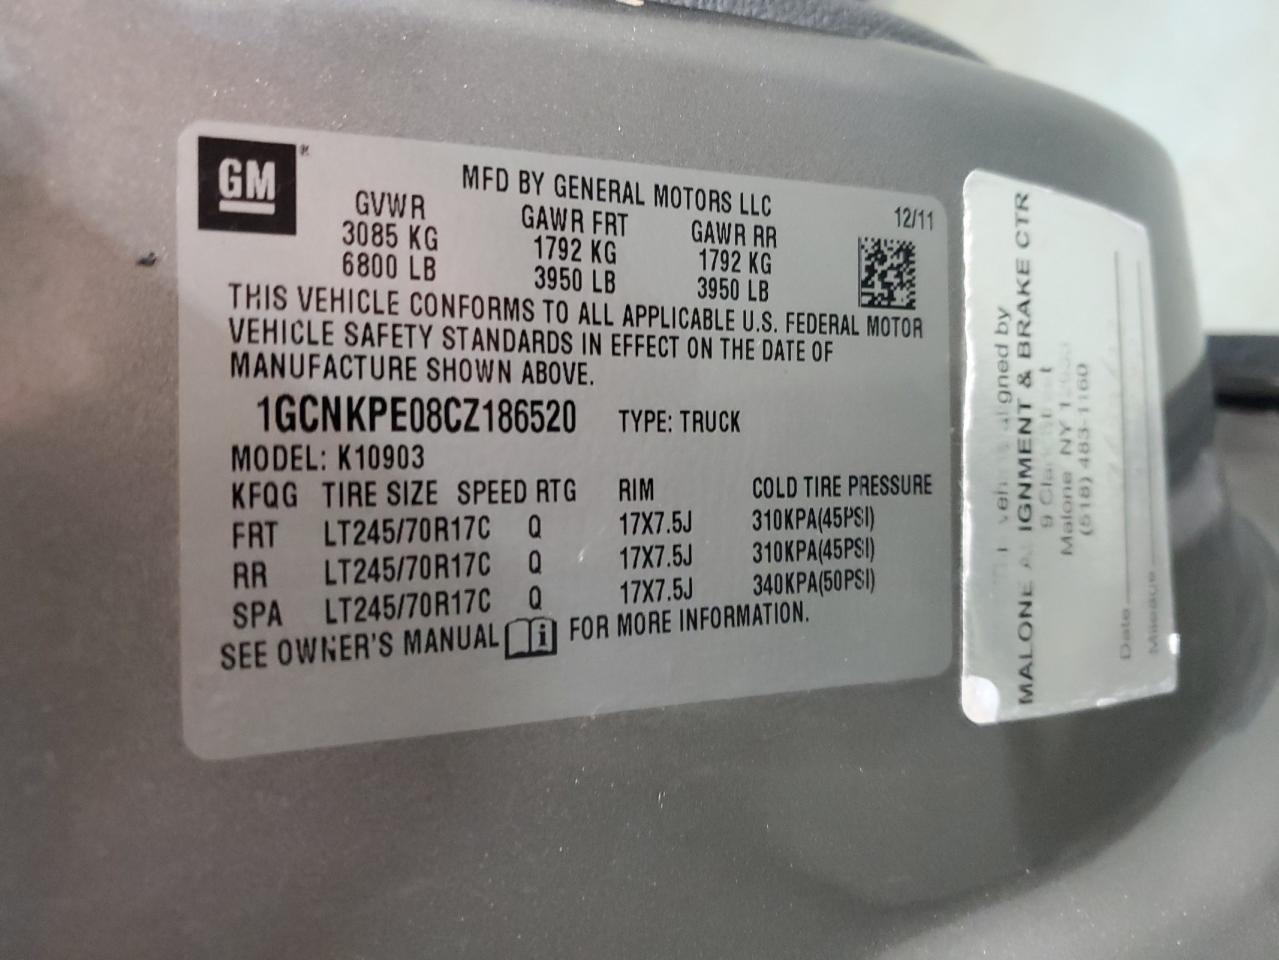 GM
MFD BY GENERAL MOTORS LLC
12/11
GVWR GAWR FRT GAWR RR
3085 KG 1792 KG 1792 KG
6800 LB 3950 LB 3950 LB
THIS VEHICLE CONFORMS TO ALL APPLICABLE U.S. FEDERAL MOTOR
VEHICLE SAFETY STANDARDS IN EFFECT ON THE DATE OF
MANUFACTURE SHOWN ABOVE.
1GCNKPE08CZ186520 TYPE: TRUCK
MODEL: K10903
KFQG TIRE SIZE SPEED RTG RIM COLD TIRE PRESSURE
FRT LT245/70R17C Q 17X7.5J 310KPA(45PSI)
RR LT245/70R17C Q 17X7.5J 310KPA(45PSI)
SPA LT245/70R17C Q 17X7.5J 340KPA(50PSI)
SEE OWNER'S MANUAL i FOR MORE INFORMATION.
by
MALONE ALIGNMENT & BRAKE CTR
9
Malone NY
(518) 483-1160
Date
Mileage